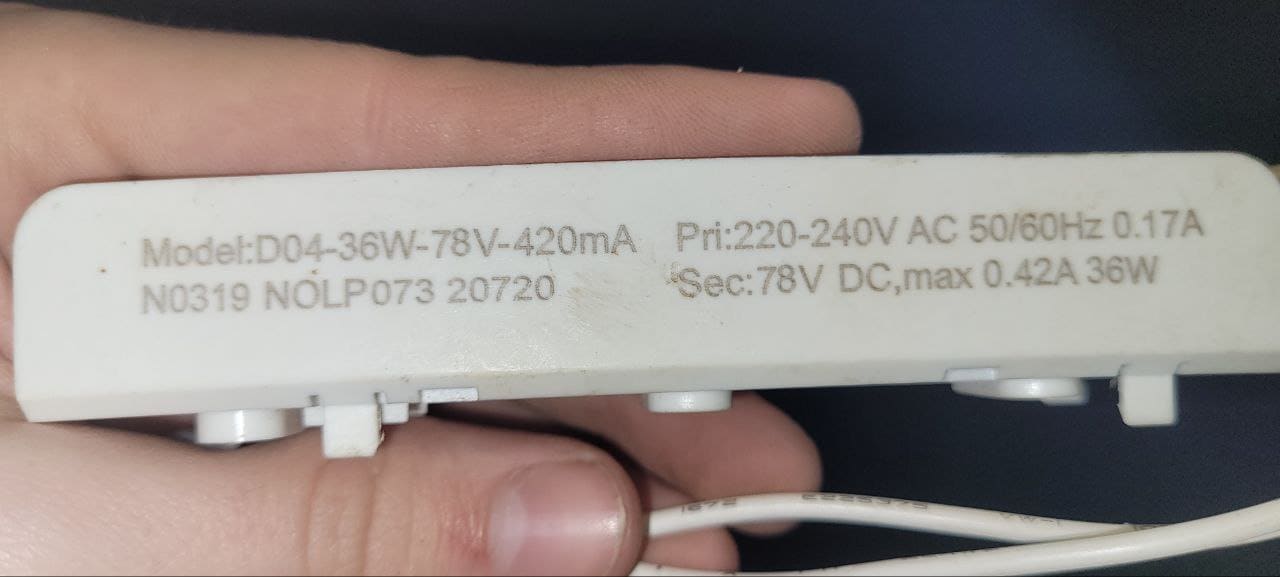 Model:D04-36W-78V-420mA
N0319 NOLP073 20720
Pri:220-240V AC 50/60Hz 0.17A
Sec:78V DC,max 0.42A 36W
1672